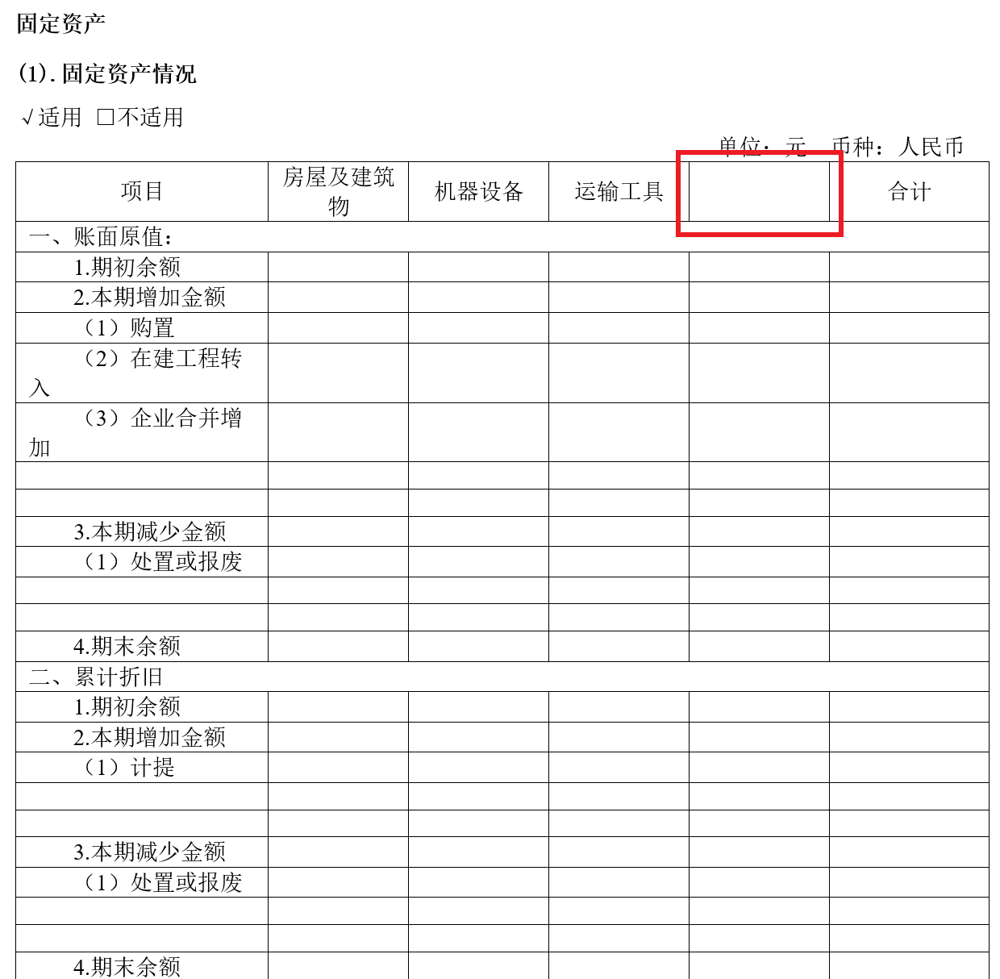 固定资产
(1).固定资产情况
√适用 □不适用
单位：元 币种：人民币
项目 房屋及建筑物 机器设备 运输工具 合计
一、账面原值：
1.期初余额
2.本期增加金额
（1）购置
（2）在建工程转
入
（3）企业合并增
加
3.本期减少金额
（1）处置或报废
4.期末余额
二、累计折旧
1.期初余额
2.本期增加金额
（1）计提
3.本期减少金额
（1）处置或报废
4.期末余额